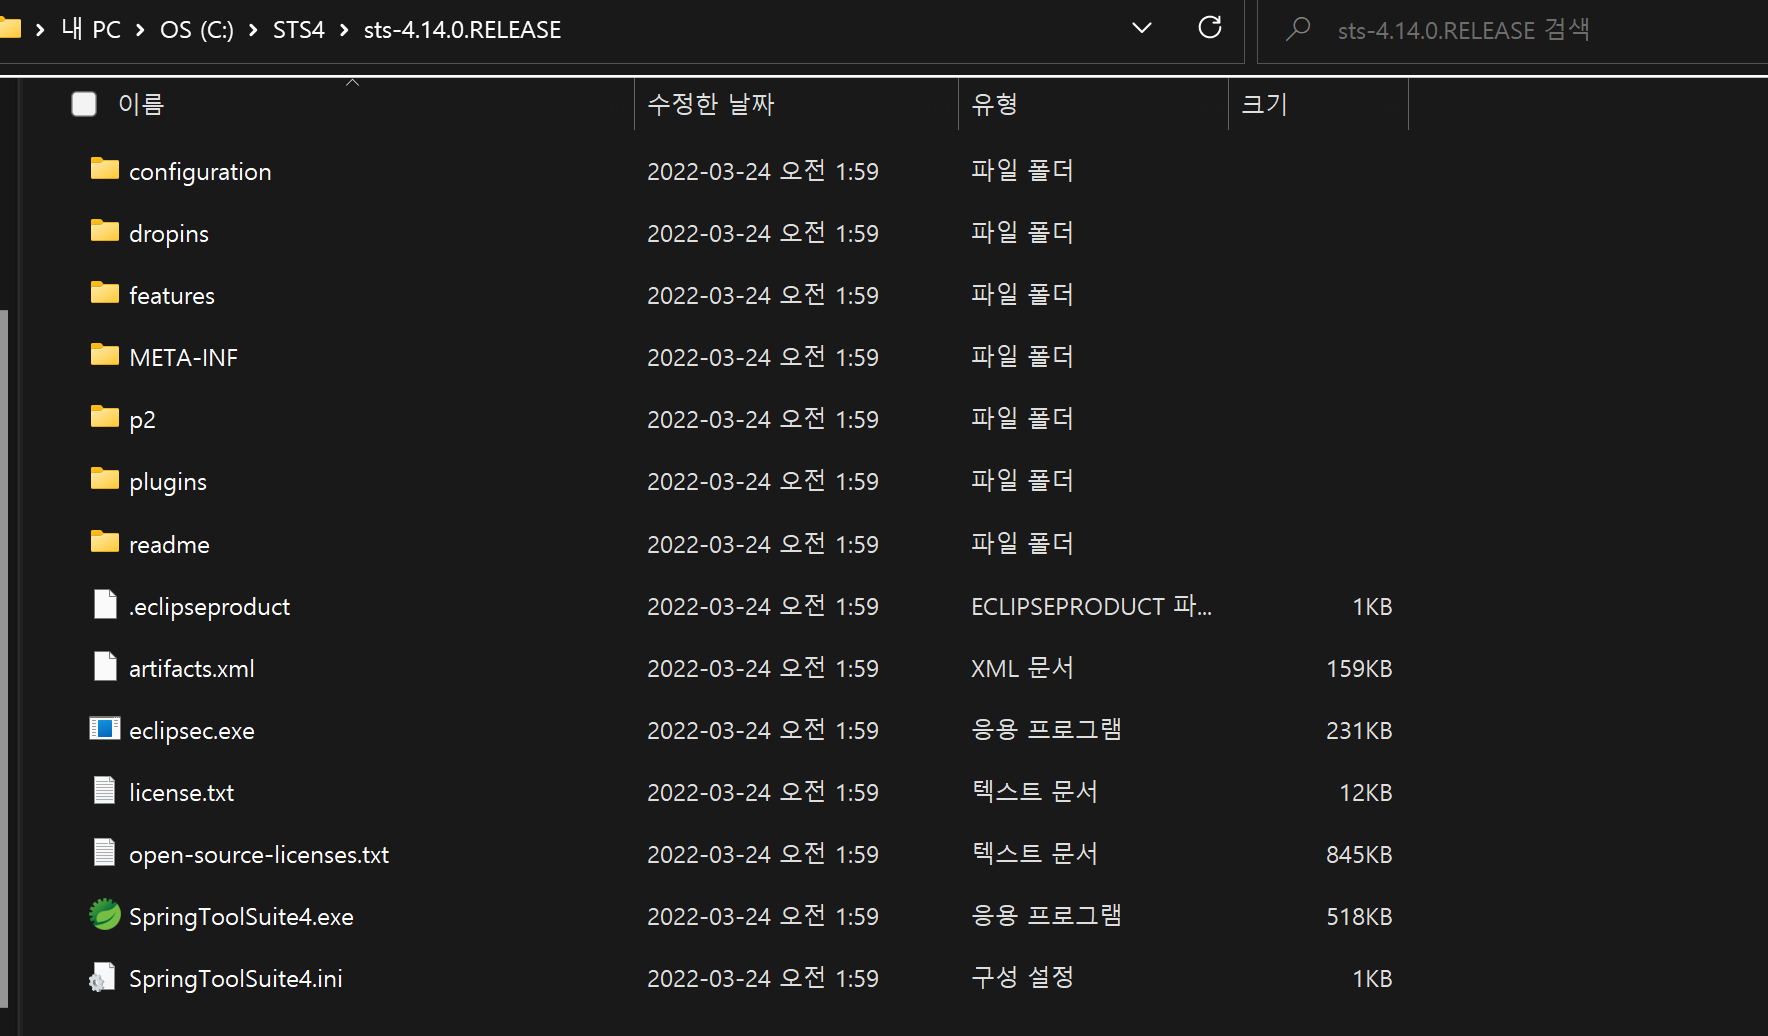 내 PC > OS (C:) > STS4 > sts-4.14.0.RELEASE sts-4.14.0.RELEASE 검색
이름 수정한 날짜 유형 크기
configuration 2022-03-24 오전 1:59 파일 폴더
dropins 2022-03-24 오전 1:59 파일 폴더
features 2022-03-24 오전 1:59 파일 폴더
META-INF 2022-03-24 오전 1:59 파일 폴더
p2 2022-03-24 오전 1:59 파일 폴더
plugins 2022-03-24 오전 1:59 파일 폴더
readme 2022-03-24 오전 1:59 파일 폴더
.eclipseproduct 2022-03-24 오전 1:59 ECLIPSEPRODUCT 파... 1KB
artifacts.xml 2022-03-24 오전 1:59 XML 문서 159KB
eclipsec.exe 2022-03-24 오전 1:59 응용 프로그램 231KB
license.txt 2022-03-24 오전 1:59 텍스트 문서 12KB
open-source-licenses.txt 2022-03-24 오전 1:59 텍스트 문서 845KB
SpringToolSuite4.exe 2022-03-24 오전 1:59 응용 프로그램 518KB
SpringToolSuite4.ini 2022-03-24 오전 1:59 구성 설정 1KB